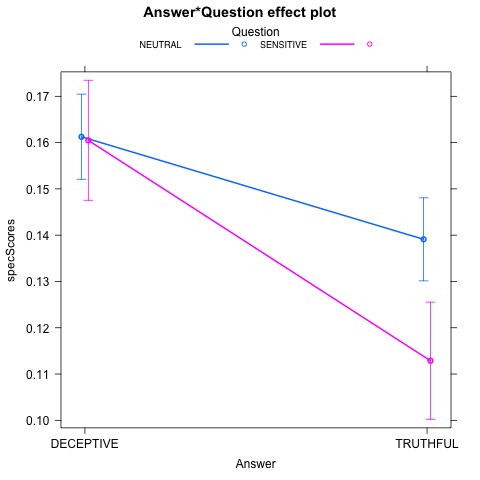 Answer*Question effect plot
Question
NEUTRAL SENSITIVE
0.17
0.16
0.15
0.14
0.13
0.12
0.11
0.10
specScores
DECEPTIVE TRUTHFUL
Answer